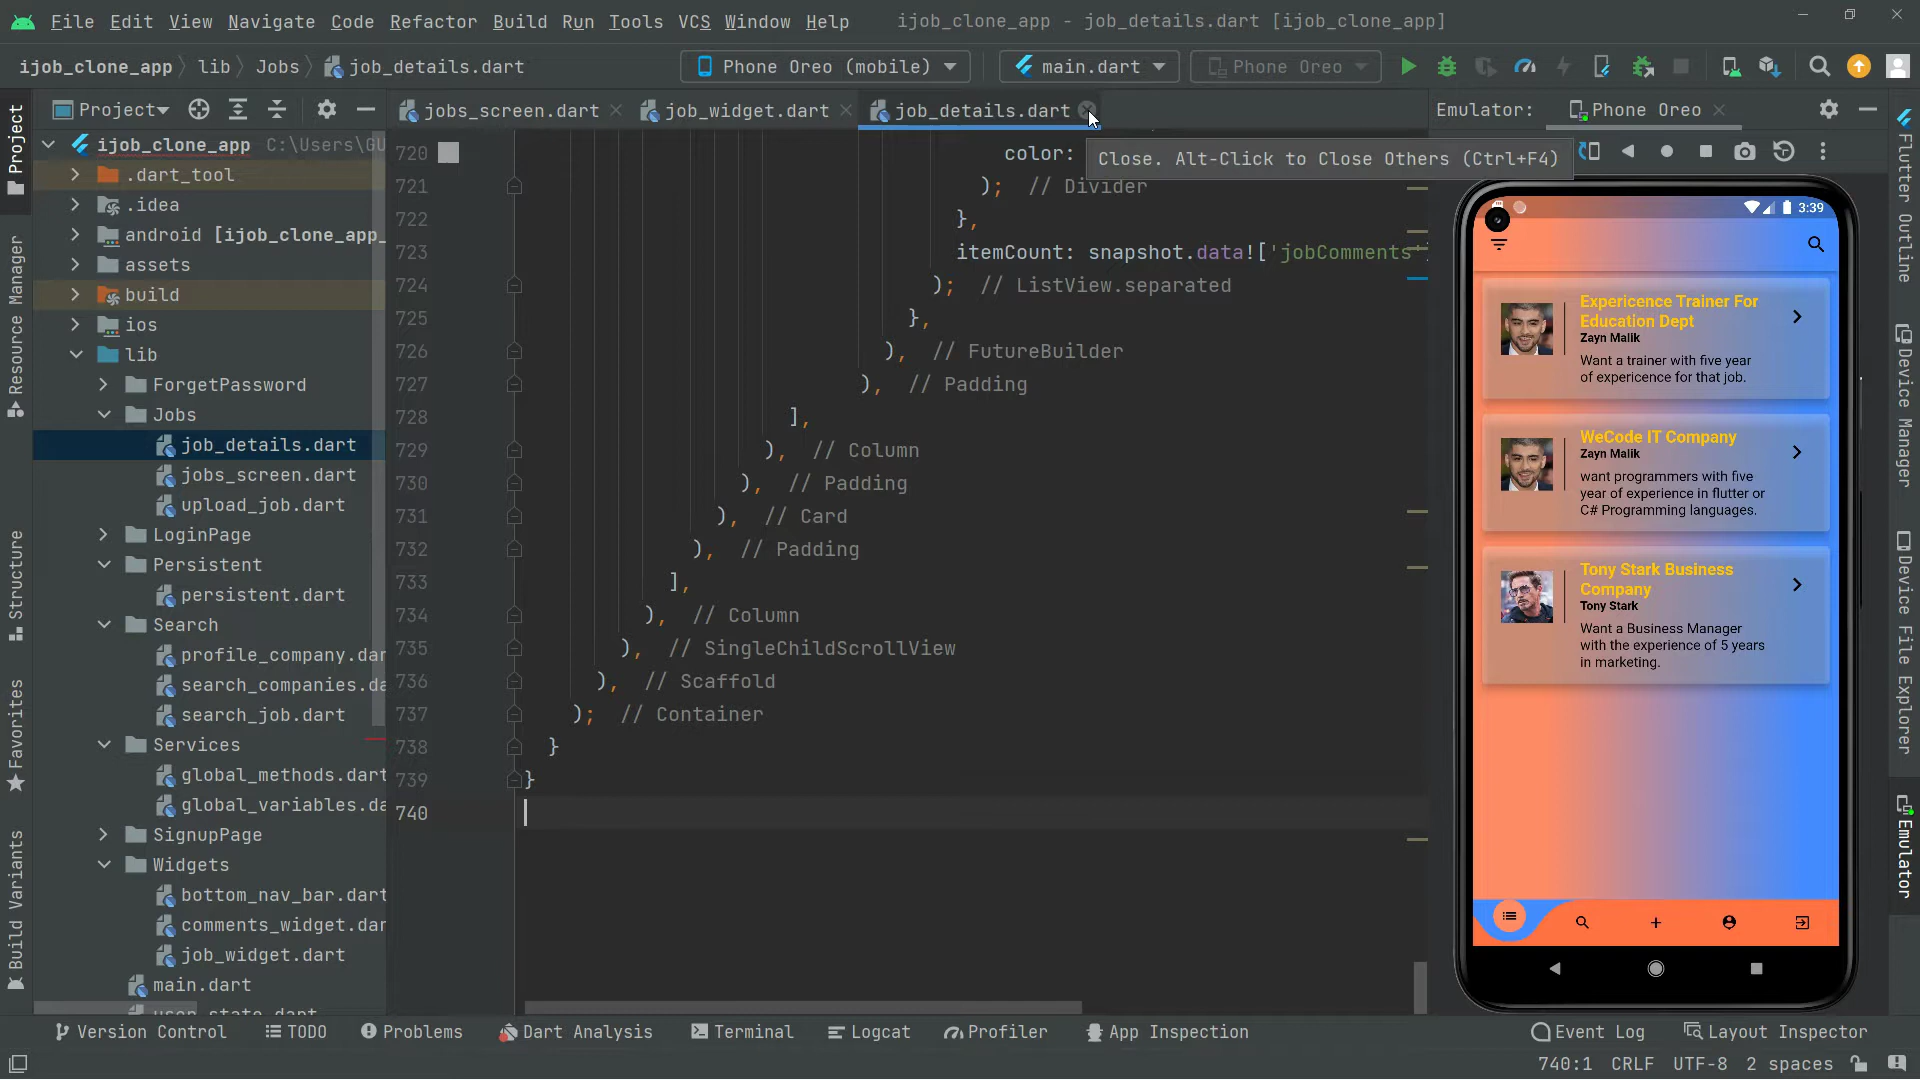 File Edit View Navigate Code Refactor Build Run Tools VCS Window Help ijob_clone_app - job_details.dart [ijob_clone_app]
ijob_clone_app lib Jobs job_details.dart Phone Oreo (mobile) main.dart Phone Oreo
Project jobs_screen.dart job_widget.dart job_details.dart Emulator: Phone Oreo
Close. Alt-Click to Close Others (Ctrl+F4)
Project
Resource Manager
Structure
Favorites
Build Variants
ijob_clone_app C:\Users\GU
.dart_tool
.idea
android [ijob_clone_app_
assets
build
ios
lib
ForgetPassword
Jobs
job_details.dart
jobs_screen.dart
upload_job.dart
LoginPage
Persistent
persistent.dart
Search
profile_company.dar
search_companies.da
search_job.dart
Services
global_methods.dart
global_variables.da
SignupPage
Widgets
bottom_nav_bar.dart
comments_widget.dar
job_widget.dart
main.dart
user_state.dart
720 color:
721 ); // Divider
722 },
723 itemCount: snapshot.data!['jobComments'
724 ); // ListView.separated
725 },
726 ), // FutureBuilder
727 ), // Padding
728 ],
729 ), // Column
730 ), // Padding
731 ), // Card
732 ), // Padding
733 ],
734 ), // Column
735 ), // SingleChildScrollView
736 ), // Scaffold
737 ); // Container
738 }
739 }
740
3:39
Expericence Trainer For
Education Dept
Zayn Malik
Want a trainer with five year
of expericence for that job.
WeCode IT Company
Zayn Malik
want programmers with five
year of experience in flutter or
C# Programming languages.
Tony Stark Business
Company
Tony Stark
Want a Business Manager
with the experience of 5 years
in marketing.
Flutter Outline
Device Manager
Device File Explorer
Emulator
Version Control TODO Problems Dart Analysis Terminal Logcat Profiler App Inspection Event Log Layout Inspector
740:1 CRLF UTF-8 2 spaces